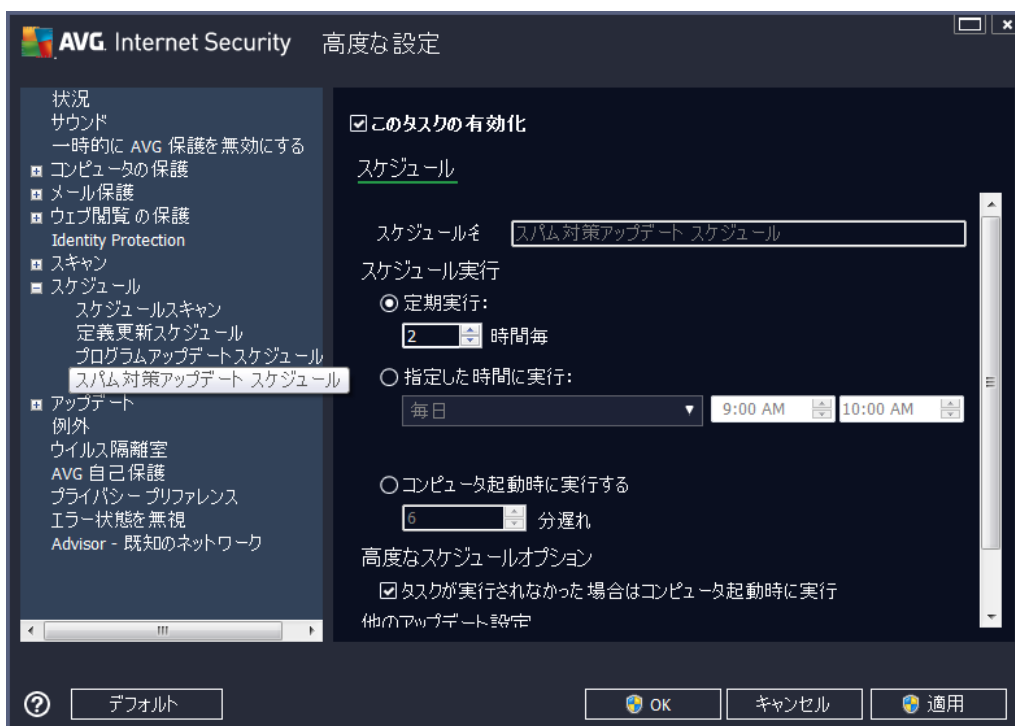 AVG. Internet Security 高度な設定
状況
サウンド
一時的に AVG 保護を無効にする
コンピュータの保護
メール保護
ウェブ閲覧 の保護
Identity Protection
スキャン
スケジュール
スケジュールスキャン
定義更新スケジュール
プログラムアップデートスケジュール
スパム対策アップデート スケジュール
アップデート
例外
ウイルス隔離室
AVG 自己保護
プライバシー プリファレンス
エラー状態を無視
Advisor - 既知のネットワーク
このタスクの有効化
スケジュール
スケジュール名 スパム対策アップデート スケジュール
スケジュール実行
定期実行:
2 時間毎
指定した時間に実行:
毎日 9:00 AM 10:00 AM
コンピュータ起動時に実行する
6 分遅れ
高度なスケジュールオプション
タスクが実行されなかった場合はコンピュータ起動時に実行
他のアップデート設定
デフォルト OK キャンセル 適用